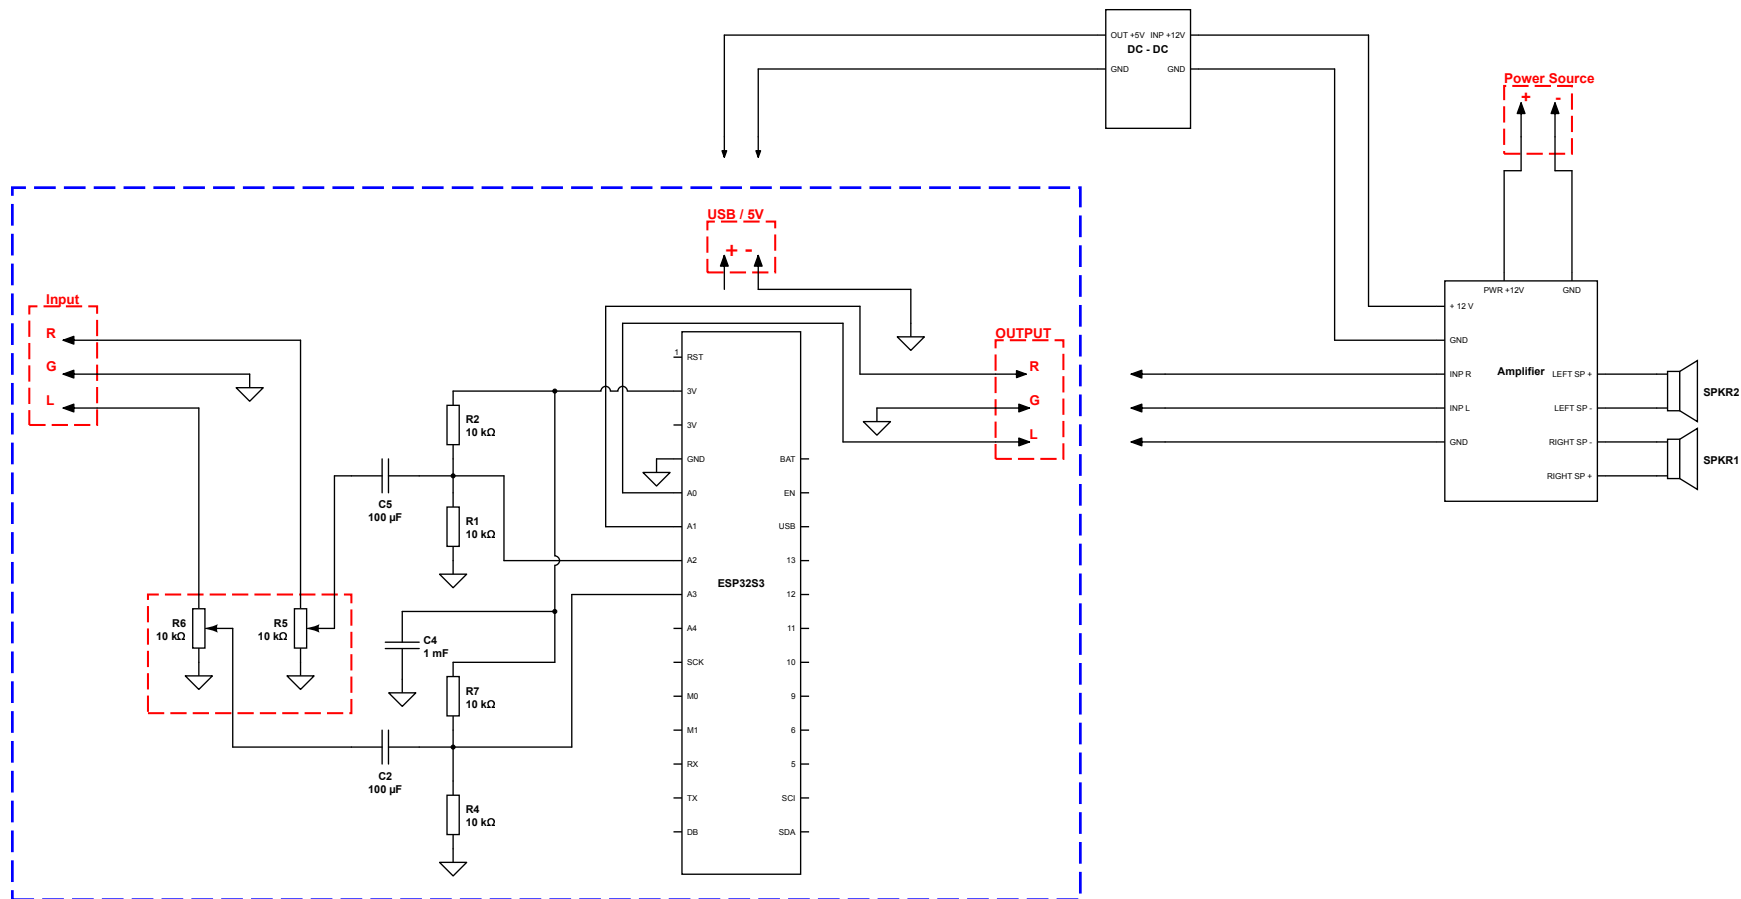 OUT +5V INP +12V
DC - DC
GND GND
Power Source
+ -
USB / 5V
+ -
Input
R
G
L
PWR +12V GND
+ 12 V
GND
INP R
INP L
GND
Amplifier
LEFT SP +
LEFT SP -
RIGHT SP -
RIGHT SP +
SPKR2
SPKR1
OUTPUT
R
G
L
1
RST
3V
3V
GND
A0
A1
A2
A3
A4
SCK
M0
M1
RX
TX
DB
ESP32S3
BAT
EN
USB
13
12
11
10
9
6
5
SCI
SDA
R2
10 kΩ
C5
100 µF
R1
10 kΩ
R6
10 kΩ
R5
10 kΩ
C4
1 mF
R7
10 kΩ
C2
100 µF
R4
10 kΩ